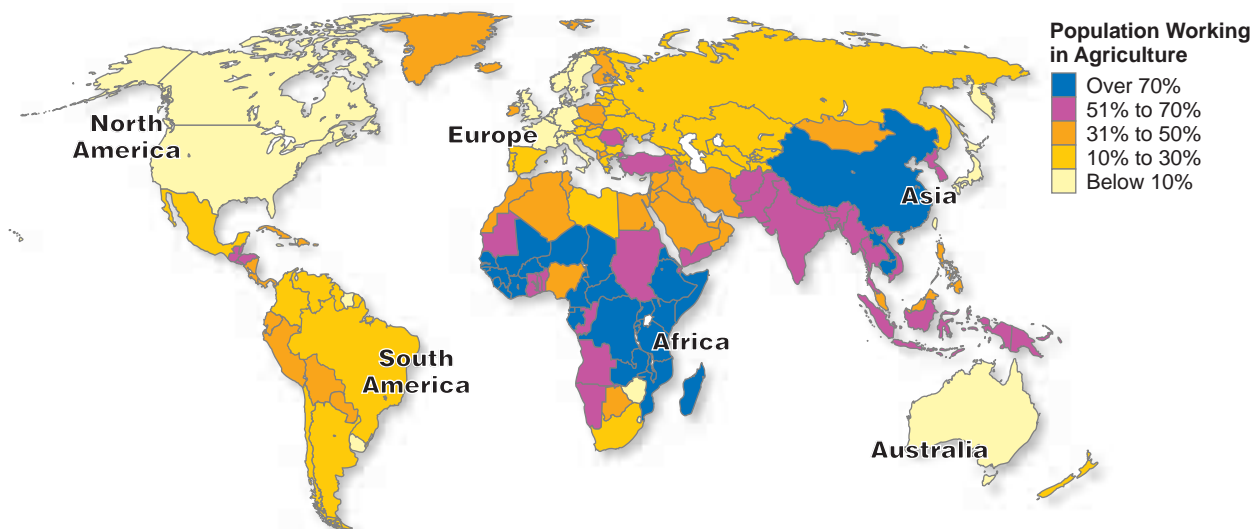 Population Working
in Agriculture
Over 70%
51% to 70%
31% to 50%
10% to 30%
Below 10%
North
America
Europe
Asia
Africa
South
America
Australia